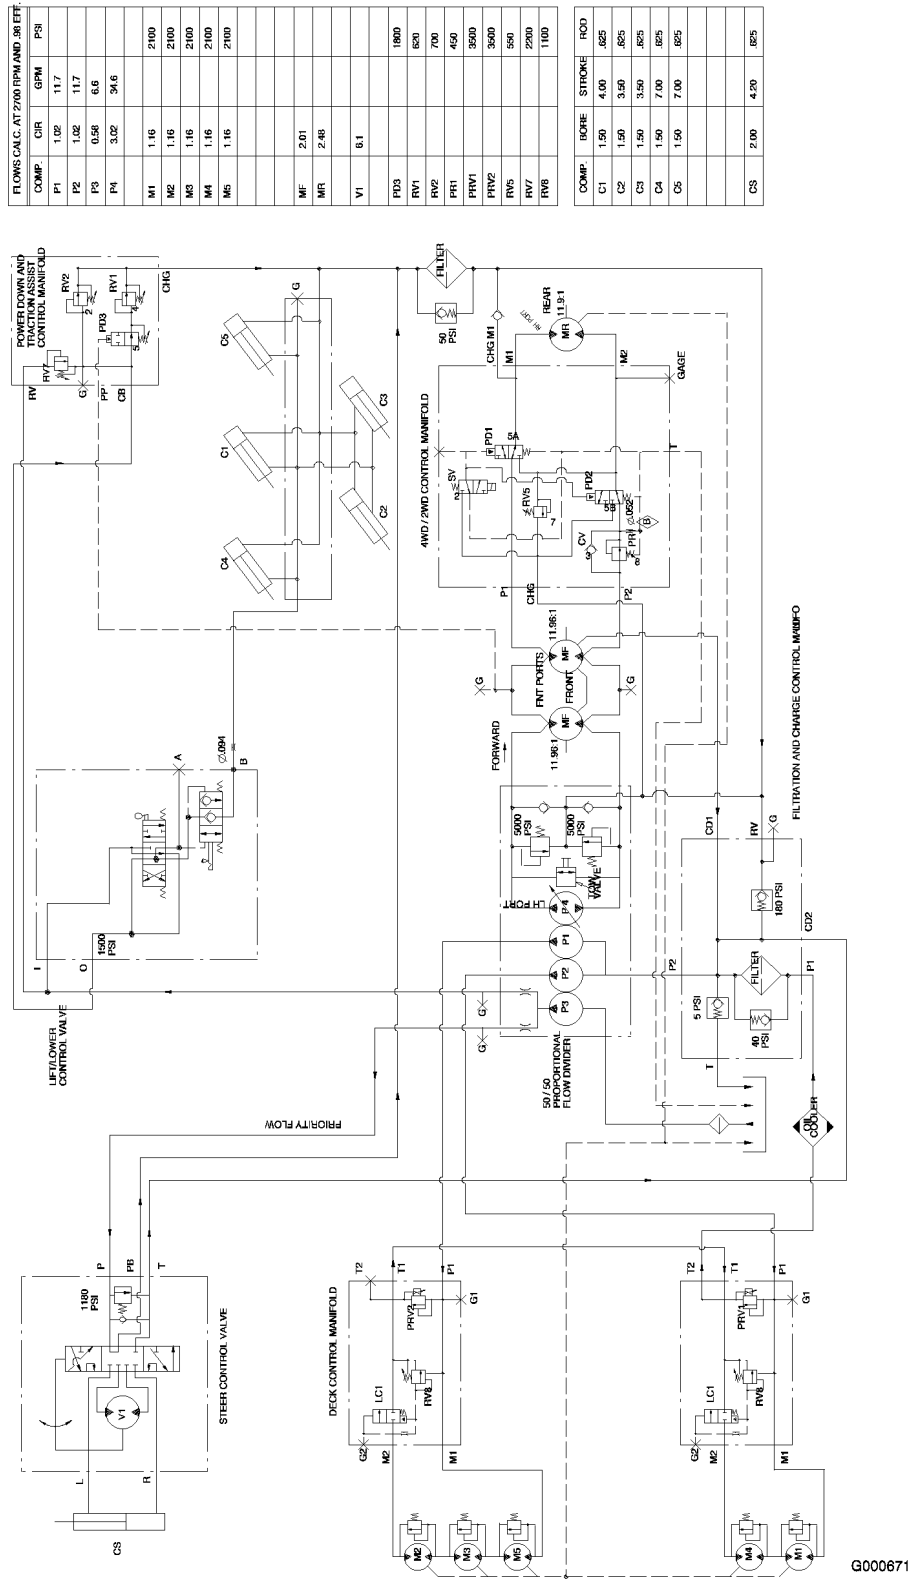 FLOWS CALC. AT 2700 RPM AND .98 EFF.
COMP. CIR GPM PSI
P1 1.02 11.7
P2 1.02 11.7
P3 0.58 6.6
P4 3.02 34.6
M1 1.16 2100
M2 1.16 2100
M3 1.16 2100
M4 1.16 2100
M5 1.16 2100
MF 2.01
MR 2.48
V1 6.1
PD3 1800
RV1 620
RV2 700
PR1 450
PRV1 3500
PRV2 3500
RV5 550
RV7 2200
RV8 1100
COMP. BORE STROKE ROD
C1 1.50 4.00 .625
C2 1.50 3.50 .625
C3 1.50 3.50 .625
C4 1.50 7.00 .625
C5 1.50 7.00 .625
CS 2.00 4.20 .625
POWER DOWN AND
TRACTION ASSIST
CONTROL MANIFOLD
RV2
2
RV1
4
PD3
5
RV7
RV
G
PP
CB
CHG
C5
C1
C4
C3
C2
G
50
PSI
FILTER
CHG M1
M1
RH PORT
REAR
11.9:1
MR
M2
GAGE
T
4WD / 2WD CONTROL MANIFOLD
SV
2
PD1
5A
RV5
7
PD2
5B
Ø.052
B
CV
PR1
P1
CHG
P2
11.96:1
MF
FNT PORTS
FRONT
MF
11.96:1
G
G
FORWARD
LIFT/LOWER
CONTROL VALVE
1500
PSI
I
O
A
B
Ø.094
5000
PSI
5000
PSI
TOW
VALVE
LH PORT
P4
P1
P2
P3
G
G
50 / 50
PROPORTIONAL
FLOW DIVIDER
PRIORITY FLOW
FILTRATION AND CHARGE CONTROL MANIFO
CD1
RV
G
180 PSI
CD2
P2
FILTER
P1
5 PSI
40
PSI
T
OIL
COOLER
STEER CONTROL VALVE
P
PB
T
1180
PSI
V1
L
R
CS
DECK CONTROL MANIFOLD
T2
T1
P1
PRV2
G1
LC1
RV8
G2
M2
M1
M2
M3
M5
T2
T1
P1
PRV1
G1
LC1
RV8
G2
M2
M1
M4
M1
G000671